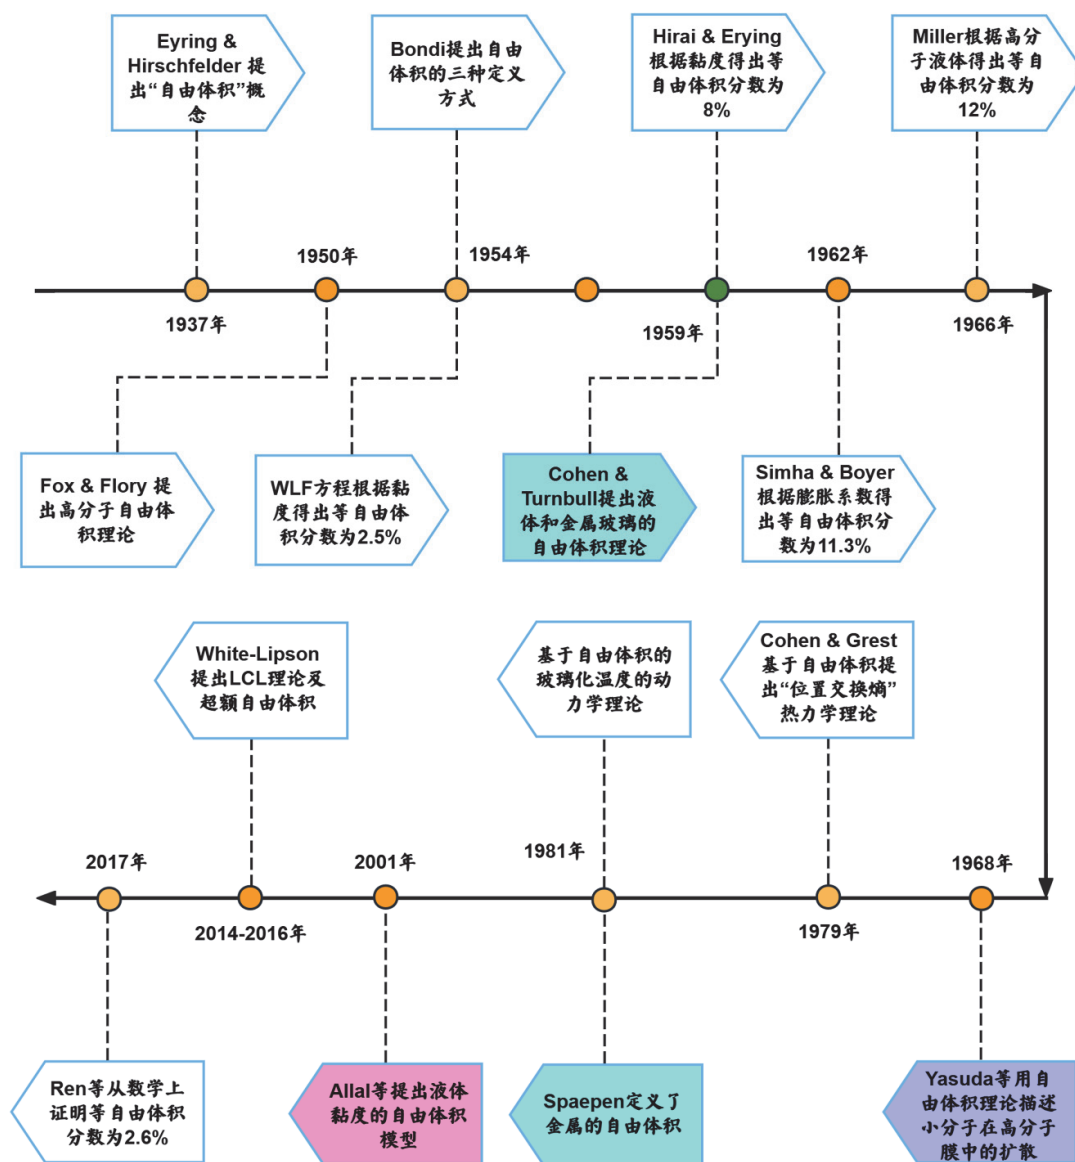 Eyring &
Hirschfelder 提
出“自由体积”概
念
Bondi提出自由
体积的三种定义
方式
Hirai & Erying
根据黏度得出等
自由体积分数为
8%
Miller根据高分
子液体得出等自
由体积分数为
12%
1950年
1954年
1962年
1937年
1959年
1966年
Fox & Flory 提
出高分子自由体
积理论
WLF方程根据黏
度得出等自由体
积分数为2.5%
Cohen &
Turnbull提出液
体和金属玻璃的
自由体积理论
Simha & Boyer
根据膨胀系数得
出等自由体积分
数为11.3%
White-Lipson
提出LCL理论及
超额自由体积
基于自由体积的
玻璃化温度的动
力学理论
Cohen & Grest
基于自由体积提
出“位置交换熵”
热力学理论
2017年
2001年
1981年
1968年
2014-2016年
1979年
Ren等从数学上
证明等自由体积
分数为2.6%
Allal等提出液体
黏度的自由体积
模型
Spaepen定义了
金属的自由体积
Yasuda等用自
由体积理论描述
小分子在高分子
膜中的扩散